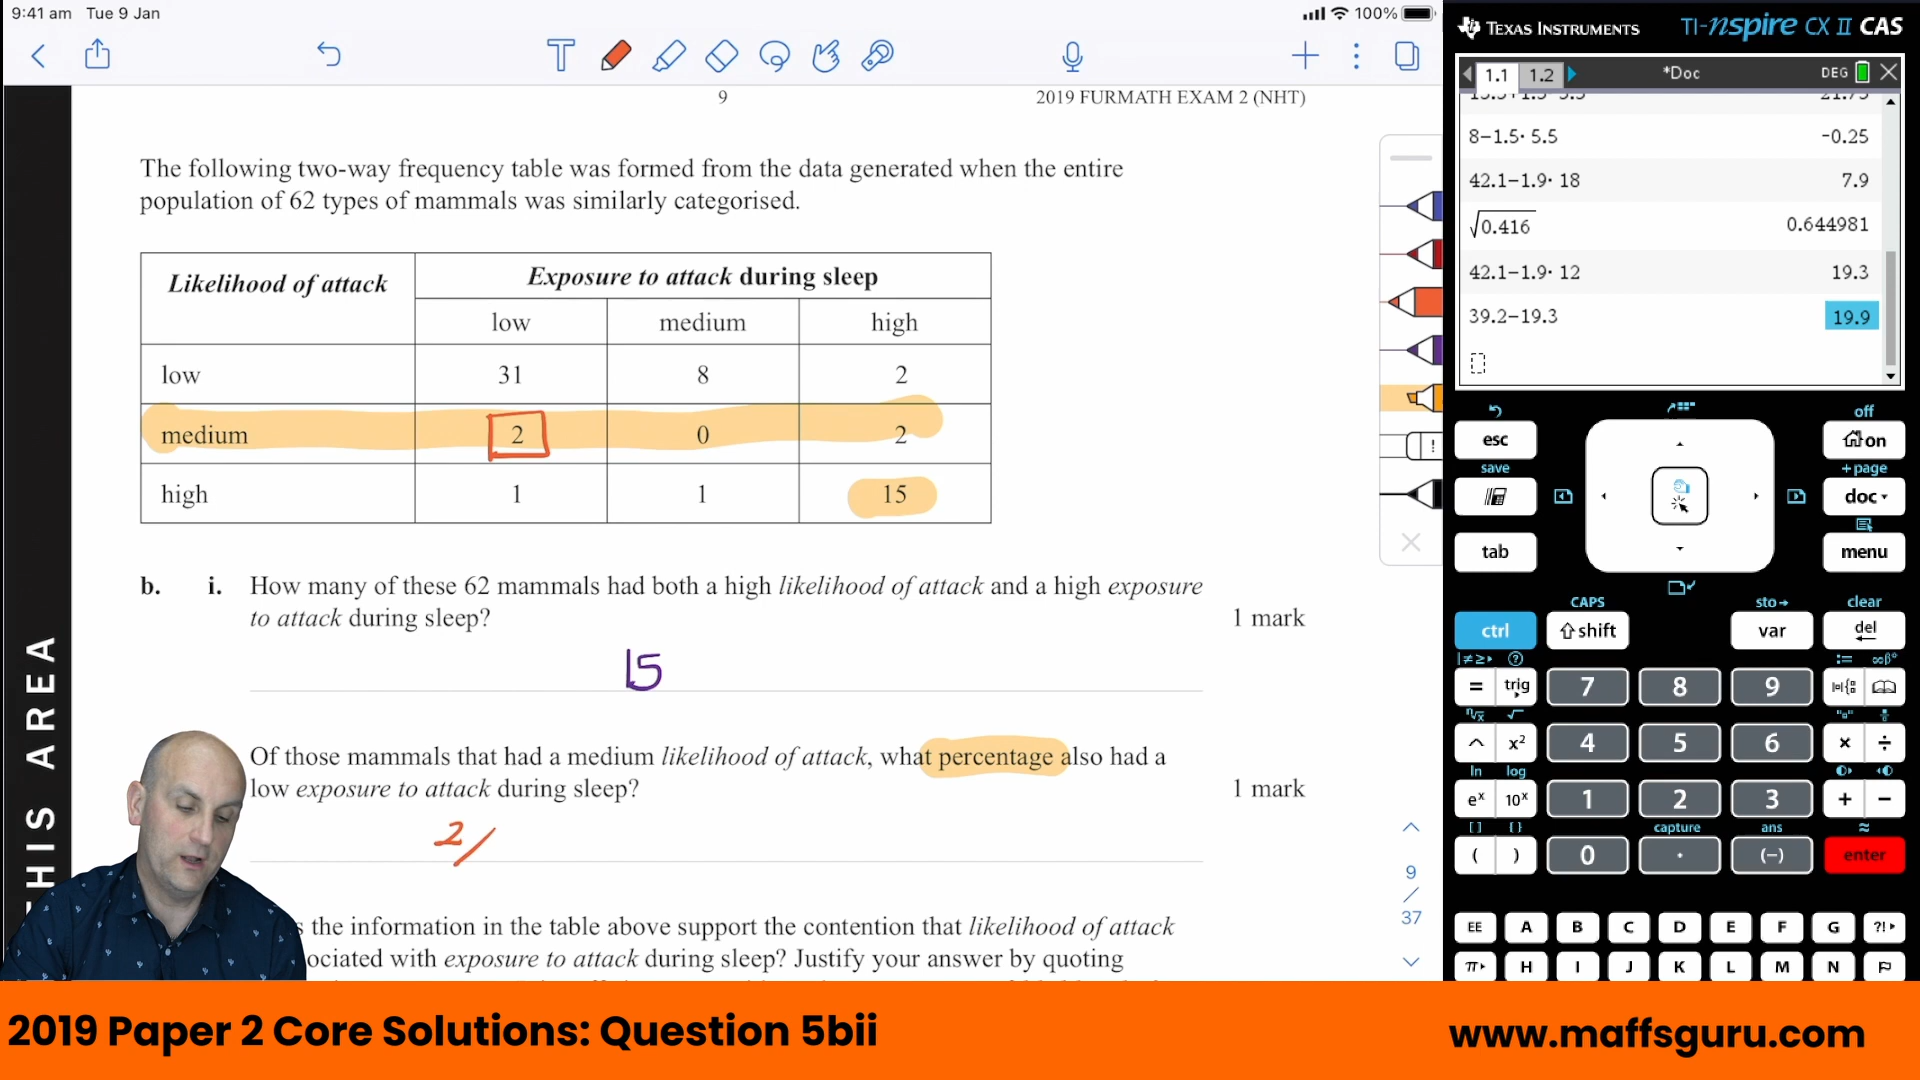 9:41 am Tue 9 Jan
100%
9
2019 FURMATH EXAM 2 (NHT)
The following two-way frequency table was formed from the data generated when the entire
population of 62 types of mammals was similarly categorised.
Likelihood of attack
Exposure to attack during sleep
low medium high
low 31 8 2
medium 2 0 2
high 1 1 15
b. i. How many of these 62 mammals had both a high likelihood of attack and a high exposure
to attack during sleep?
1 mark
15
Of those mammals that had a medium likelihood of attack, what percentage also had a
low exposure to attack during sleep?
1 mark
2/
s the information in the table above support the contention that likelihood of attack
ociated with exposure to attack during sleep? Justify your answer by quoting
THIS AREA
9
/
37
TEXAS INSTRUMENTS
TI-nspire CX II CAS
1.1 1.2 *Doc DEG
8-1.5·5.5 -0.25
42.1-1.9·18 7.9
√0.416 0.644981
42.1-1.9·12 19.3
39.2-19.3 19.9
off
esc on
save +page
doc
tab menu
CAPS sto→ clear
ctrl shift var del
= trig 7 8 9
^ x² 4 5 6 × ÷
ln log
eˣ 10ˣ 1 2 3 + −
[] {} capture ans ≈
( ) 0 . (−) enter
EE A B C D E F G ?!▸
π▸ H I J K L M N
2019 Paper 2 Core Solutions: Question 5bii
www.maffsguru.com